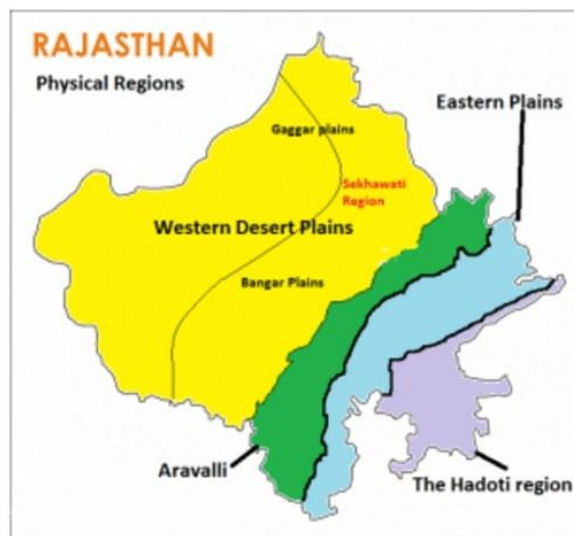 RAJASTHAN
Physical Regions
Eastern Plains
Gaggar plains
Sekhawati
Region
Western Desert Plains
Bangar Plains
Aravalli
The Hadoti region